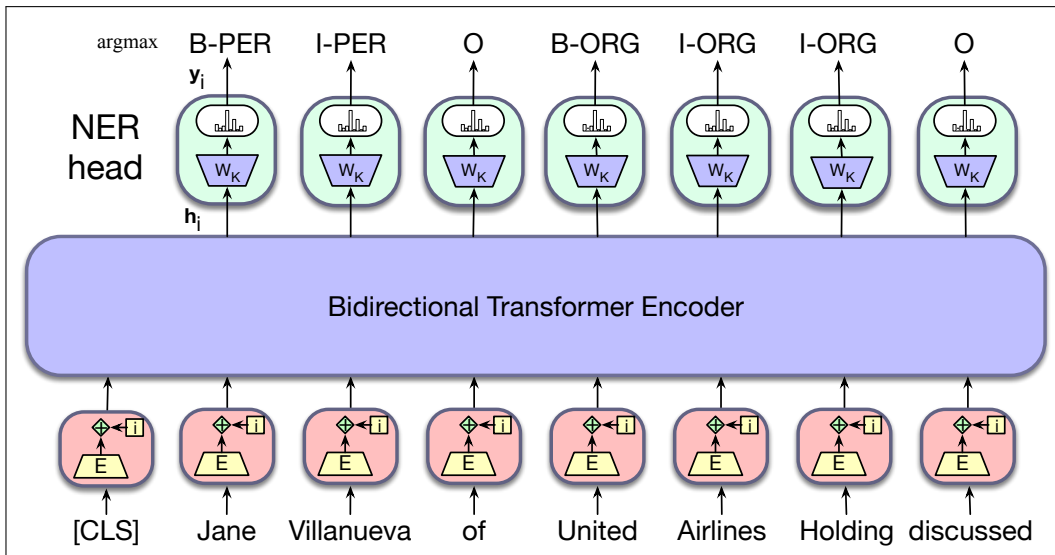 argmax B-PER I-PER O B-ORG I-ORG I-ORG O
y_i
NER
head
W_K W_K W_K W_K W_K W_K W_K
h_i
Bidirectional Transformer Encoder
i i i i i i i i
E E E E E E E E
[CLS] Jane Villanueva of United Airlines Holding discussed